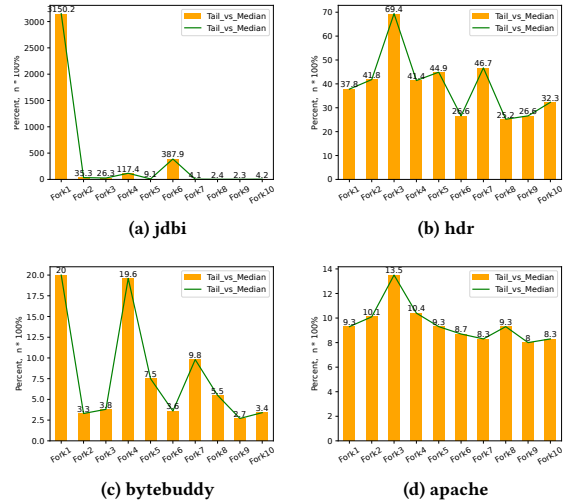 3150.2
3000
2500
2000
1500
1000
500
0
Percent, n * 100%
Tail_vs_Median
Tail_vs_Median
35.3
26.3
117.4
9.1
387.9
4.1
2.4
2.3
4.2
Fork1
Fork2
Fork3
Fork4
Fork5
Fork6
Fork7
Fork8
Fork9
Fork10
(a) jdbi
70
60
50
40
30
20
10
0
Percent, n * 100%
Tail_vs_Median
Tail_vs_Median
37.8
41.8
69.4
41.4
44.9
26.6
46.7
25.2
26.6
32.3
Fork1
Fork2
Fork3
Fork4
Fork5
Fork6
Fork7
Fork8
Fork9
Fork10
(b) hdr
20.0
17.5
15.0
12.5
10.0
7.5
5.0
2.5
0.0
Percent, n * 100%
Tail_vs_Median
Tail_vs_Median
20
3.3
3.8
19.6
7.5
3.6
9.8
5.5
2.7
3.4
Fork1
Fork2
Fork3
Fork4
Fork5
Fork6
Fork7
Fork8
Fork9
Fork10
(c) bytebuddy
14
12
10
8
6
4
2
0
Percent, n * 100%
Tail_vs_Median
Tail_vs_Median
9.3
10.1
13.5
10.4
9.3
8.7
8.3
9.3
8
8.3
Fork1
Fork2
Fork3
Fork4
Fork5
Fork6
Fork7
Fork8
Fork9
Fork10
(d) apache